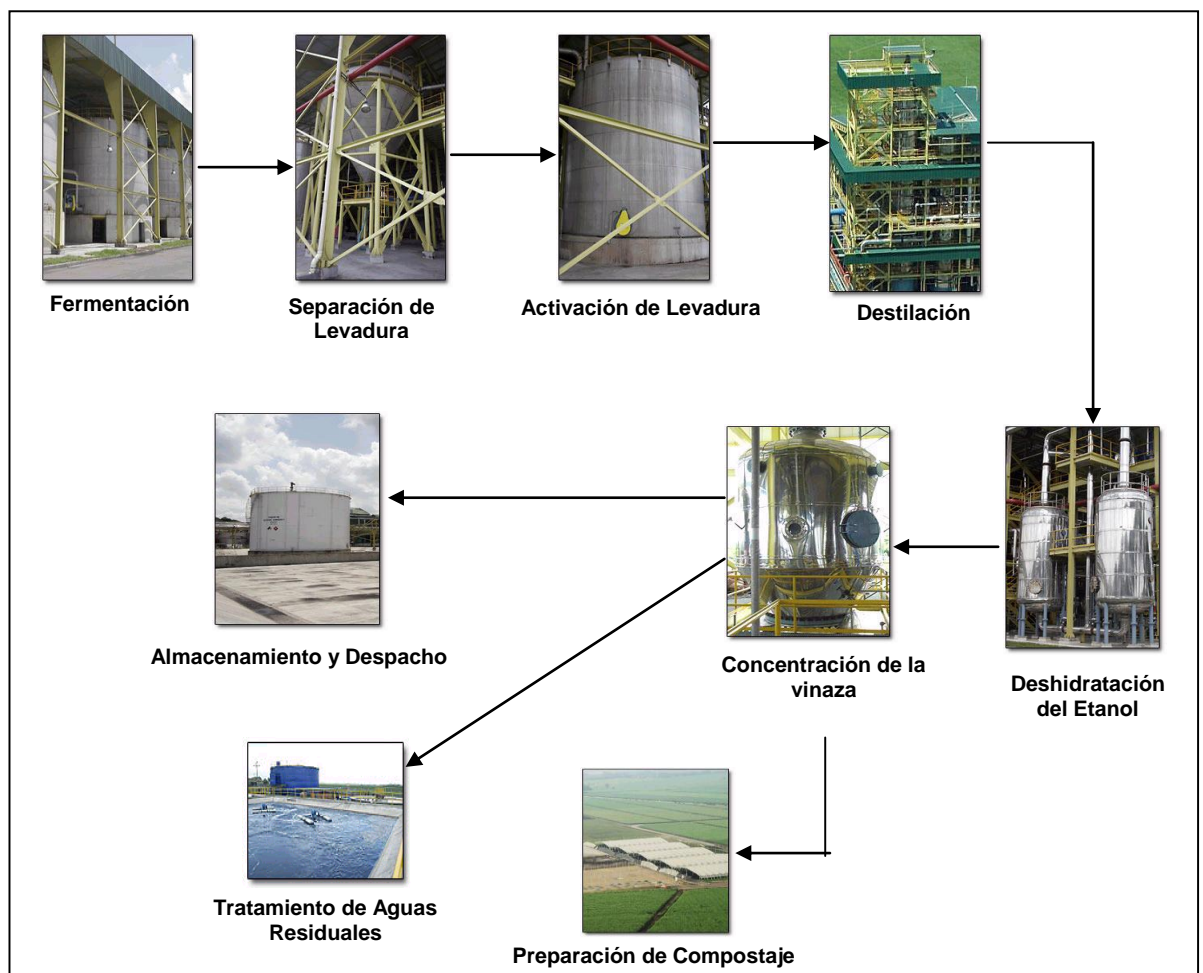 Fermentación
Separación de
Levadura
Activación de Levadura
Destilación
Almacenamiento y Despacho
Concentración de la
vinaza
Deshidratación
del Etanol
Tratamiento de Aguas
Residuales
Preparación de Compostaje